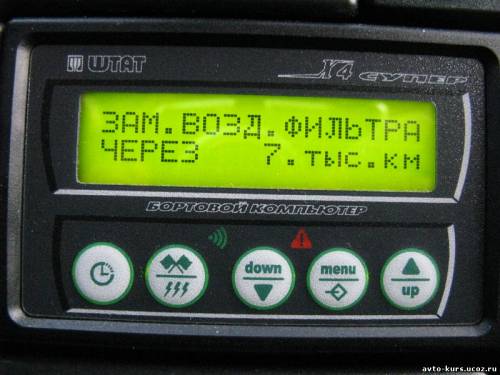 ШТАТ
X4 СУПЕР
ЗАМ.ВОЗД.ФИЛЬТРА
ЧЕРЕЗ 7.тыс.км
БОРТОВОЙ КОМПЬЮТЕР
down
menu
up
avto-kurs.ucoz.ru